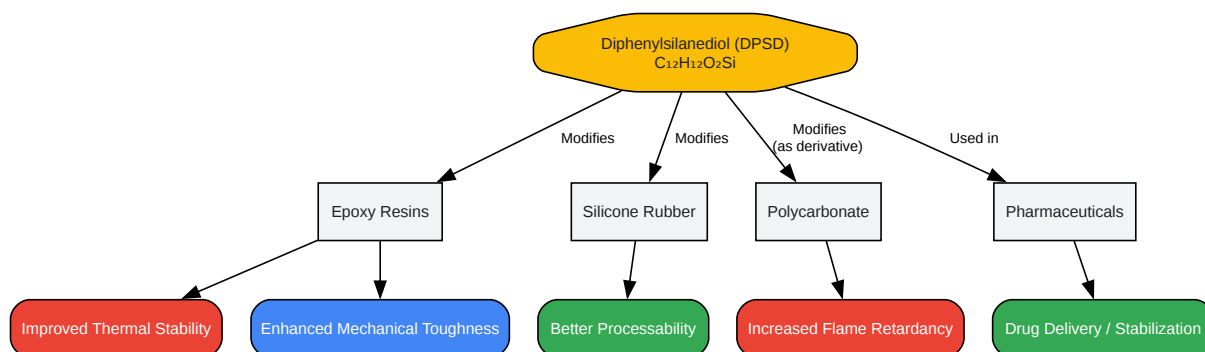 Diphenylsilanediol (DPSD)
C₁₂H₁₂O₂Si
Modifies
Modifies
Modifies
(as derivative)
Used in
Epoxy Resins
Silicone Rubber
Polycarbonate
Pharmaceuticals
Improved Thermal Stability
Enhanced Mechanical Toughness
Better Processability
Increased Flame Retardancy
Drug Delivery / Stabilization